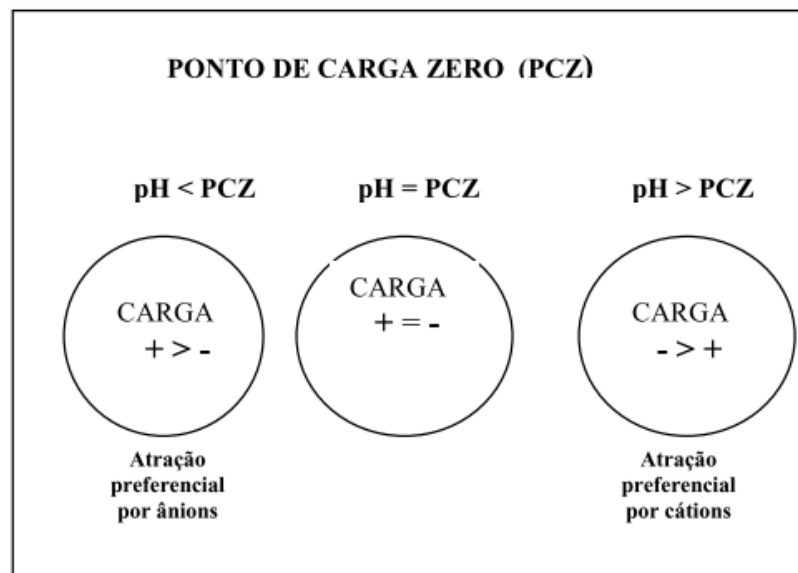 PONTO DE CARGA ZERO (PCZ)
pH < PCZ
pH = PCZ
pH > PCZ
CARGA
+ > -
CARGA
+ = -
CARGA
- > +
Atração
preferencial
por ânions
Atração
preferencial
por cátions